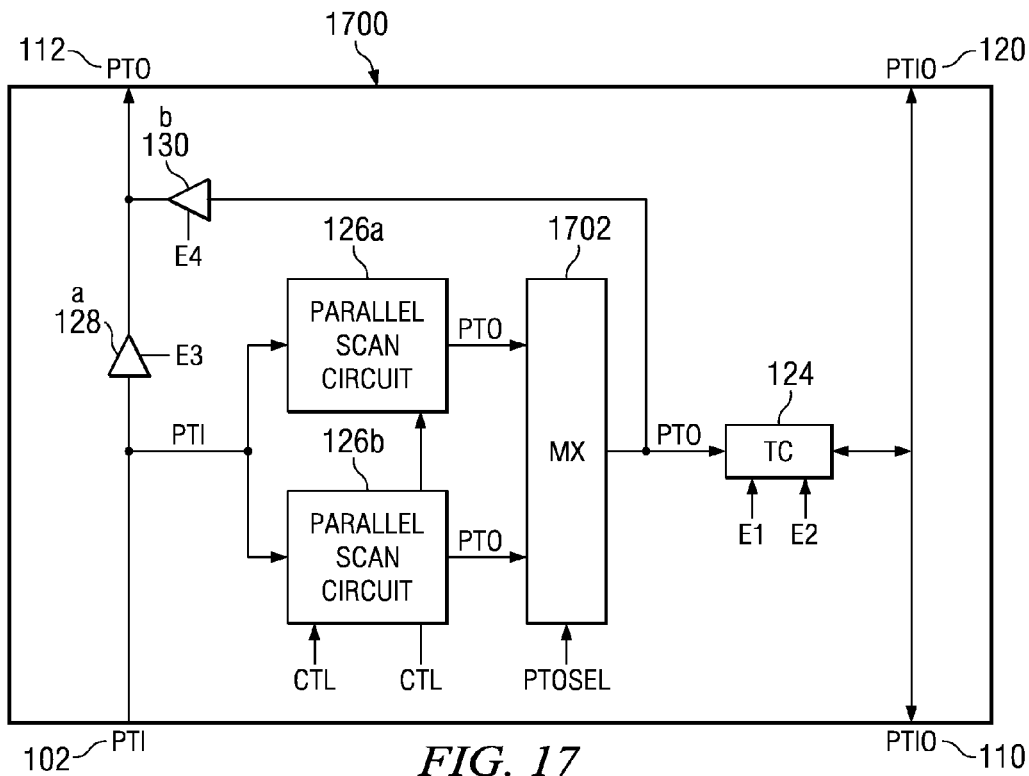 1700
112 PTO
PTIO 120
b
130
E4
126a
1702
a
128
E3
PARALLEL
SCAN
CIRCUIT
PTO
124
PTI
126b
MX
PTO
TC
PARALLEL
SCAN
CIRCUIT
PTO
E1 E2
CTL CTL PTOSEL
102 PTI
FIG. 17
PTIO 110